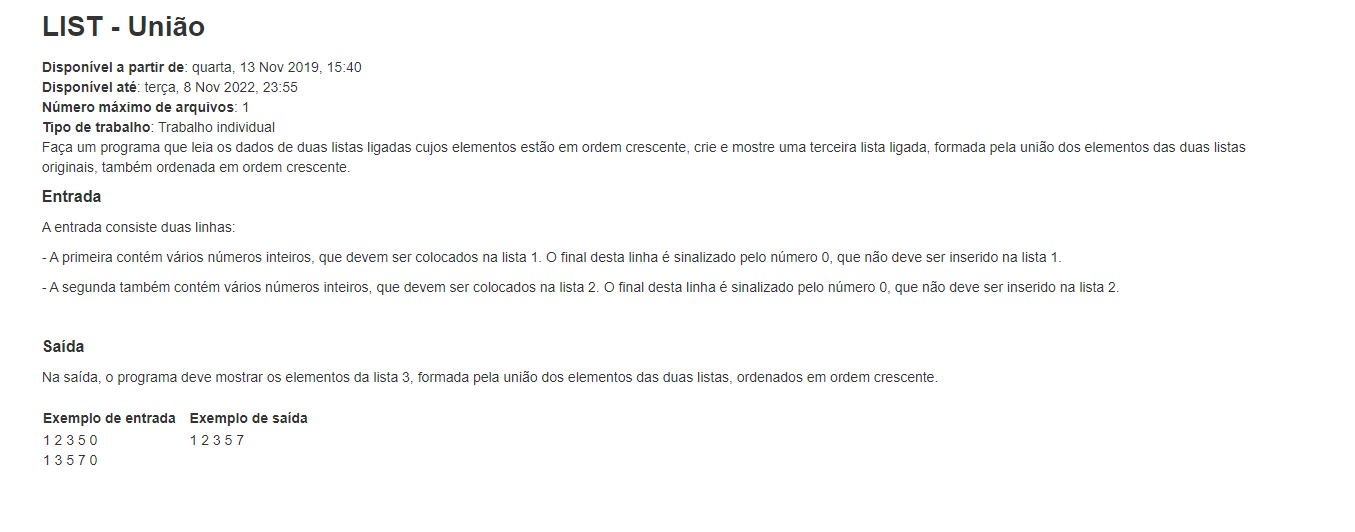 LIST - União
Disponível a partir de: quarta, 13 Nov 2019, 15:40
Disponível até: terça, 8 Nov 2022, 23:55
Número máximo de arquivos: 1
Tipo de trabalho: Trabalho individual
Faça um programa que leia os dados de duas listas ligadas cujos elementos estão em ordem crescente, crie e mostre uma terceira lista ligada, formada pela união dos elementos das duas listas
originais, também ordenada em ordem crescente.
Entrada
A entrada consiste duas linhas:
- A primeira contém vários números inteiros, que devem ser colocados na lista 1. O final desta linha é sinalizado pelo número 0, que não deve ser inserido na lista 1.
- A segunda também contém vários números inteiros, que devem ser colocados na lista 2. O final desta linha é sinalizado pelo número 0, que não deve ser inserido na lista 2.
Saída
Na saída, o programa deve mostrar os elementos da lista 3, formada pela união dos elementos das duas listas, ordenados em ordem crescente.
Exemplo de entrada Exemplo de saída
1 2 3 5 0 1 2 3 5 7
1 3 5 7 0